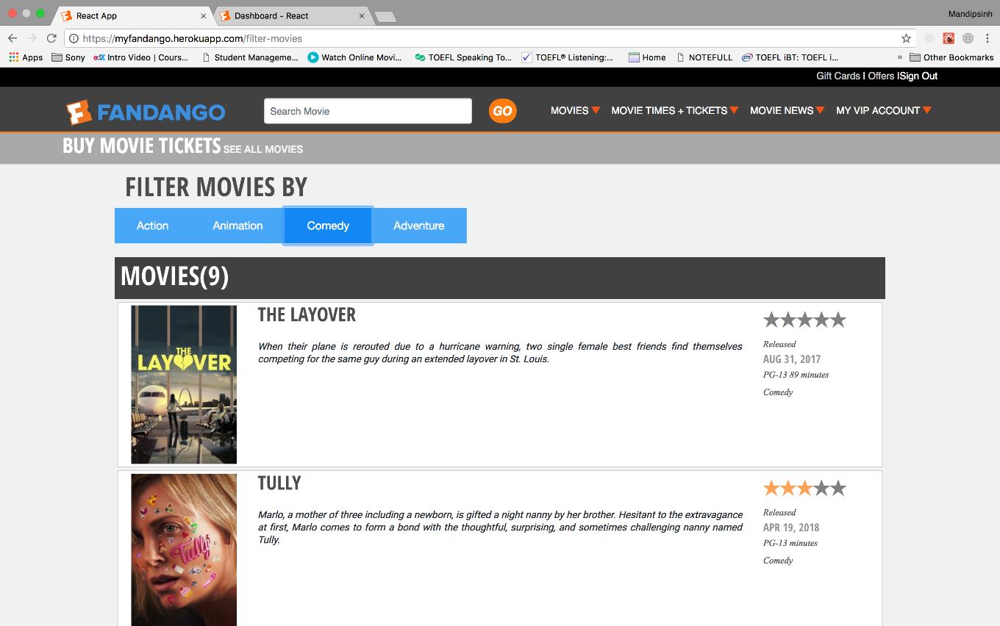 React App
Dashboard - React
Mandipsinh
https://myfandango.herokuapp.com/filter-movies
Apps Sony edX Intro Video | Cours... Student Manageme... Watch Online Movi... TOEFL Speaking To... TOEFL® Listening:... Home NOTEFULL ETS TOEFL iBT: TOEFL i... » Other Bookmarks
Gift Cards I Offers ISign Out
F FANDANGO Search Movie GO MOVIES MOVIE TIMES + TICKETS MOVIE NEWS MY VIP ACCOUNT
BUY MOVIE TICKETS SEE ALL MOVIES
FILTER MOVIES BY
Action Animation Comedy Adventure
MOVIES(9)
THE
LAYOVER
THE LAYOVER
When their plane is rerouted due to a hurricane warning, two single female best friends find themselves
competing for the same guy during an extended layover in St. Louis.
Released
AUG 31, 2017
PG-13 89 minutes
Comedy
Tully
TULLY
Marlo, a mother of three including a newborn, is gifted a night nanny by her brother. Hesitant to the extravagance
at first, Marlo comes to form a bond with the thoughtful, surprising, and sometimes challenging nanny named
Tully.
Released
APR 19, 2018
PG-13 minutes
Comedy